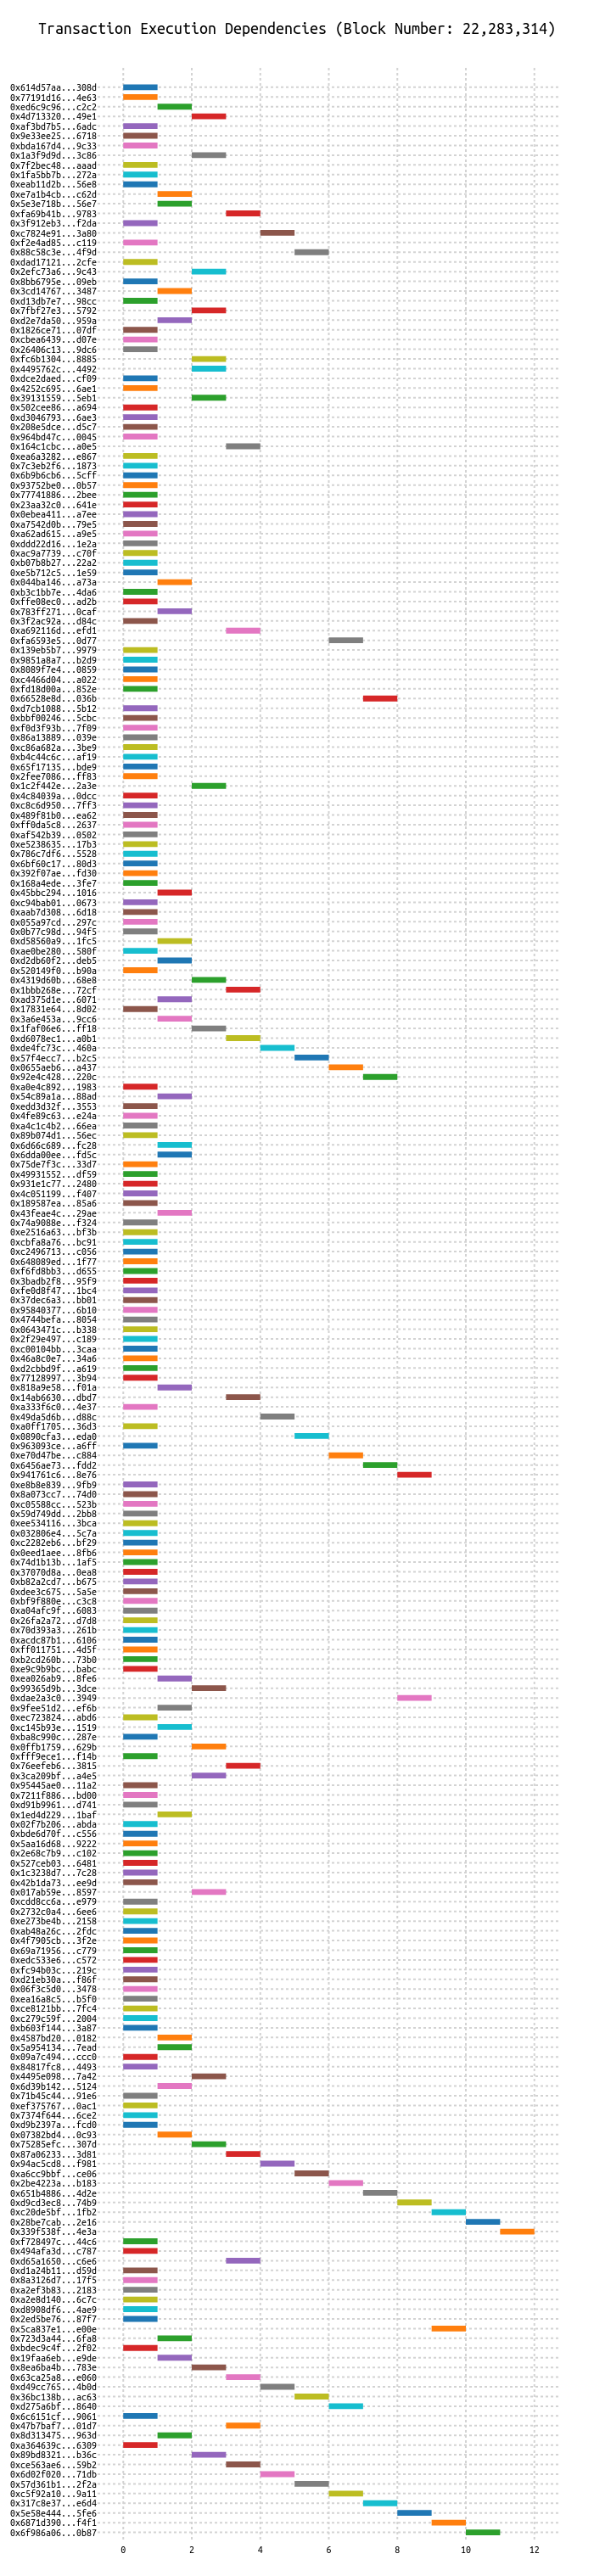 Transaction Execution Dependencies (Block Number: 22,283,314)
0x614d57aa...308d
0x77191d16...4e63
0xed6c9c96...c2c2
0x4d713320...49e1
0xaf3bd7b5...6adc
0x9e33ee25...6718
0xbda167d4...9c33
0x1a3f9d9d...3c86
0x7f2bec48...aaad
0x1fa5bb7b...272a
0xeab11d2b...56e8
0xe7a1b4cb...c62d
0x5e3e718b...56e7
0xfa69b41b...9783
0x3f912eb3...f2da
0xc7824e91...3a80
0xf2e4ad85...c119
0x88c58c3e...4f9d
0xdad17121...2cfe
0x2efc73a6...9c43
0x8bb6795e...09eb
0x3cd14767...3487
0xd13db7e7...98cc
0x7fbf27e3...5792
0xd2e7da50...959a
0x1826ce71...07df
0xcbea6439...d07e
0x26406c13...9dc6
0xfc6b1304...8885
0x4495762c...4492
0xdce2daed...cf09
0x4252c695...6ae1
0x39131559...5eb1
0x502cee86...a694
0xd3046793...6ae3
0x208e5dce...d5c7
0x964bd47c...0045
0x164c1cbc...a0e5
0xea6a3282...e867
0x7c3eb2f6...1873
0x6b9b6cb6...5cff
0x93752be0...0b57
0x77741886...2bee
0x23aa32c0...641e
0x0ebea411...a7ee
0xa7542d0b...79e5
0xa62ad615...a9e5
0xddd22d16...1e2a
0xac9a7739...c70f
0xb07b8b27...22a2
0xe5b712c5...1e59
0x044ba146...a73a
0xb3c1bb7e...4da6
0xffe08ec0...ad2b
0x783ff271...0caf
0x3f2ac92a...d84c
0xa692116d...efd1
0xfa6593e5...0d77
0x139eb5b7...9979
0x9851a8a7...b2d9
0x8089f7e4...0859
0xc4466d04...a022
0xfd18d00a...852e
0x66528e8d...036b
0xd7cb1088...5b12
0xbbf00246...5cbc
0xf0d3f93b...7f09
0x86a13889...039e
0xc86a682a...3be9
0xb4c44c6c...af19
0x65f17135...bde9
0x2fee7086...ff83
0x1c2f442e...2a3e
0x4c84039a...0dcc
0xc8c6d950...7ff3
0x489f81b0...ea62
0xff0da5c8...2637
0xaf542b39...0502
0xe5238635...17b3
0x786c7df6...5528
0x6bf60c17...80d3
0x392f07ae...fd30
0x168a4ede...3fe7
0x45bbc294...1016
0xc94bab01...0673
0xaab7d308...6d18
0x055a97cd...297c
0x0b77c98d...94f5
0xd58560a9...1fc5
0xae0be280...580f
0xd2db60f2...deb5
0x520149f0...b90a
0x4319d60b...68e8
0x1bbb268e...72cf
0xad375d1e...6071
0x17831e64...8d02
0x3a6e453a...9cc6
0x1faf06e6...ff18
0xd6078ec1...a0b1
0xde4fc73c...460a
0x57f4ecc7...b2c5
0x0655aeb6...a437
0x92e4c428...220c
0xa0e4c892...1983
0x54c89a1a...88ad
0xedd3d32f...3553
0x4fe89c63...e24a
0xa4c1c4b2...66ea
0x89b074d1...56ec
0x6d66c689...fc28
0x6dda00ee...fd5c
0x75de7f3c...33d7
0x49931552...df59
0x931e1c77...2480
0x4c051199...f407
0x189587ea...85a6
0x43feae4c...29ae
0x74a9088e...f324
0xe2516a63...bf3b
0xcbfa8a76...bc91
0xc2496713...c056
0x648089ed...1f77
0xf6fd8bb3...d655
0x3badb2f8...95f9
0xfe0d8f47...1bc4
0x37dec6a3...bb01
0x95840377...6b10
0x4744befa...8054
0x0643471c...b338
0x2f29e497...c189
0xc00104bb...3caa
0x46a8c0e7...34a6
0xd2cbbd9f...a619
0x77128997...3b94
0x818a9e58...f01a
0x14ab6630...dbd7
0xa333f6c0...4e37
0x49da5d6b...d88c
0xa0ff1705...36d3
0x0890cfa3...eda0
0x963093ce...a6ff
0xe70d47be...c884
0x6456ae73...fdd2
0x941761c6...8e76
0xe8b8e839...9fb9
0x8a073cc7...74d0
0xc05588cc...523b
0x59d749dd...2bb8
0xee534116...3bca
0x032806e4...5c7a
0xc2282eb6...bf29
0x0eed1aee...8fb6
0x74d1b13b...1af5
0x37070d8a...0ea8
0xb82a2cd7...b675
0xdee3c675...5a5e
0xbf9f880e...c3c8
0xa04afc9f...6083
0x26fa2a72...d7d8
0x70d393a3...261b
0xacdc87b1...6106
0xff011751...4d5f
0xb2cd260b...73b0
0xe9c9b9bc...babc
0xea026ab9...8fe6
0x99365d9b...3dce
0xdae2a3c0...3949
0x9fee51d2...ef6b
0xec723824...abd6
0xc145b93e...1519
0xba8c990c...287e
0x0ffb1759...629b
0xfff9ece1...f14b
0x76eefeb6...3815
0x3ca209bf...a4e5
0x95445ae0...11a2
0x7211f886...bd00
0xd91b9961...d741
0x1ed4d229...1baf
0x02f7b206...abda
0xbde6d70f...c556
0x5aa16d68...9222
0x2e68c7b9...c102
0x527ceb03...6481
0x1c3238d7...7c28
0x42b1da73...ee9d
0x017ab59e...8597
0xcdd8cc6a...e979
0x2732c0a4...6ee6
0xe273be4b...2158
0xab48a26c...2fdc
0x4f7905cb...3f2e
0x69a71956...c779
0xedc533e6...c572
0xfc94b03c...219c
0xd21eb30a...f86f
0x06f3c5d0...3478
0xea16a8c5...b5f0
0xce8121bb...7fc4
0xc279c59f...2004
0xb603f144...3a87
0x4587bd20...0182
0x5a954134...7ead
0x09a7c494...ccc0
0x84817fc8...4493
0x4495e098...7a42
0x6d39b142...5124
0x71b45c44...91e6
0xef375767...0ac1
0x7374f644...6ce2
0xd9b2397a...fcd0
0x07382bd4...0c93
0x75285efc...307d
0x87a06233...3d81
0x94ac5cd8...f981
0xa6cc9bbf...ce06
0x2be4223a...b183
0x651b4886...4d2e
0xd9cd3ec8...74b9
0xc20de5bf...1fb2
0x28be7cab...2e16
0x339f538f...4e3a
0xf728497c...44c6
0x494afa3d...c787
0xd65a1650...c6e6
0xd1a24b11...d59d
0x8a3126d7...17f5
0xa2ef3b83...2183
0xa2e8d140...6c7c
0xd8908df6...4ae9
0x2ed5be76...87f7
0x5ca837e1...e00e
0x723d3a44...6fa8
0xbdec9c4f...2f02
0x19faa6eb...e9de
0x8ea6ba4b...783e
0x63ca25a8...e060
0xd49cc765...4b0d
0x36bc138b...ac63
0xd275a6bf...8640
0x6c6151cf...9061
0x47b7baf7...01d7
0x8d313475...963d
0xa364639c...6309
0x89bd8321...b36c
0xce563ae6...59b2
0x6d02f020...71db
0x57d361b1...2f2a
0xc5f92a10...9a11
0x317c8e37...e6d4
0x5e58e444...5fe6
0x6871d390...f4f1
0x6f986a06...0b87
0 2 4 6 8 10 12